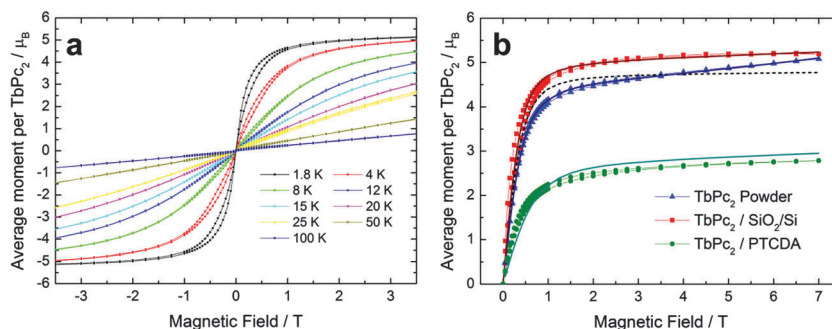 a
Average moment per TbPc₂ / μ_B
6
5
4
3
2
1
0
-1
-2
-3
-4
-5
-6
1.8 K
4 K
8 K
12 K
15 K
20 K
25 K
50 K
100 K
-3
-2
-1
0
1
2
3
Magnetic Field / T
b
Average moment per TbPc₂ / μ_B
6
5
4
3
2
1
0
TbPc₂ Powder
TbPc₂ / SiO₂/Si
TbPc₂ / PTCDA
0
1
2
3
4
5
6
7
Magnetic Field / T